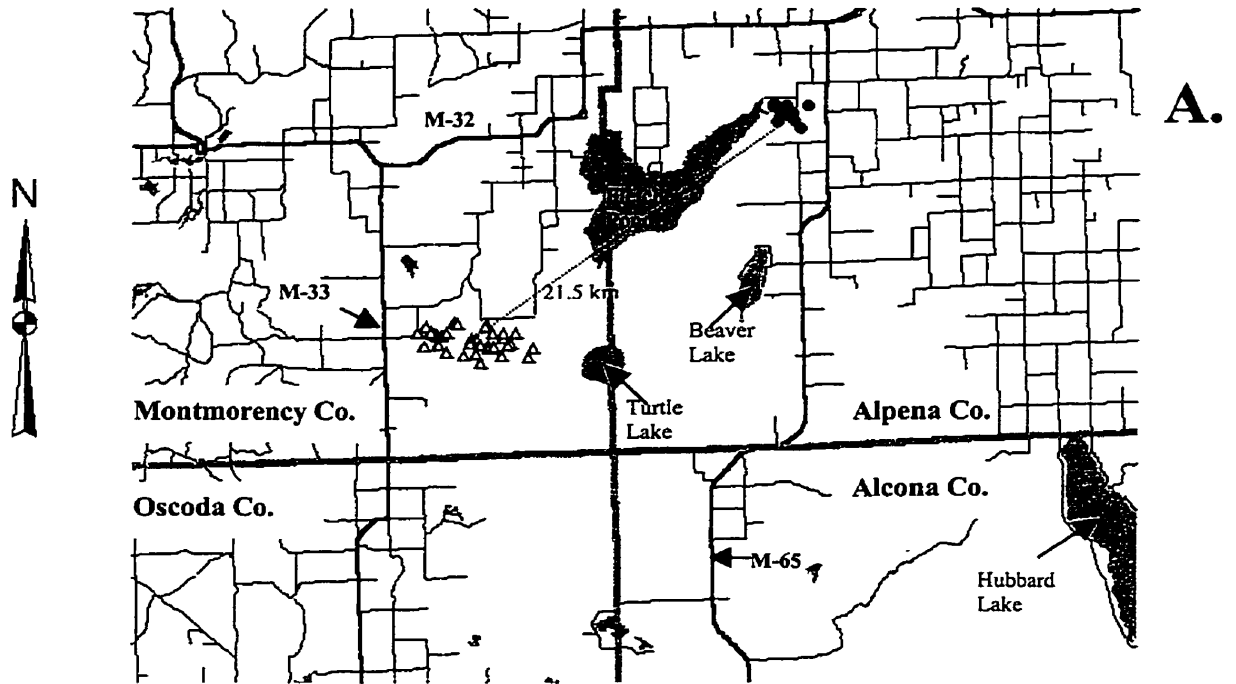 A.
M-32
N
21.5 km
M-33
Beaver
Lake
Montmorency Co.
Turtle
Lake
Alpena Co.
Oscoda Co.
Alcona Co.
M-65
Hubbard
Lake